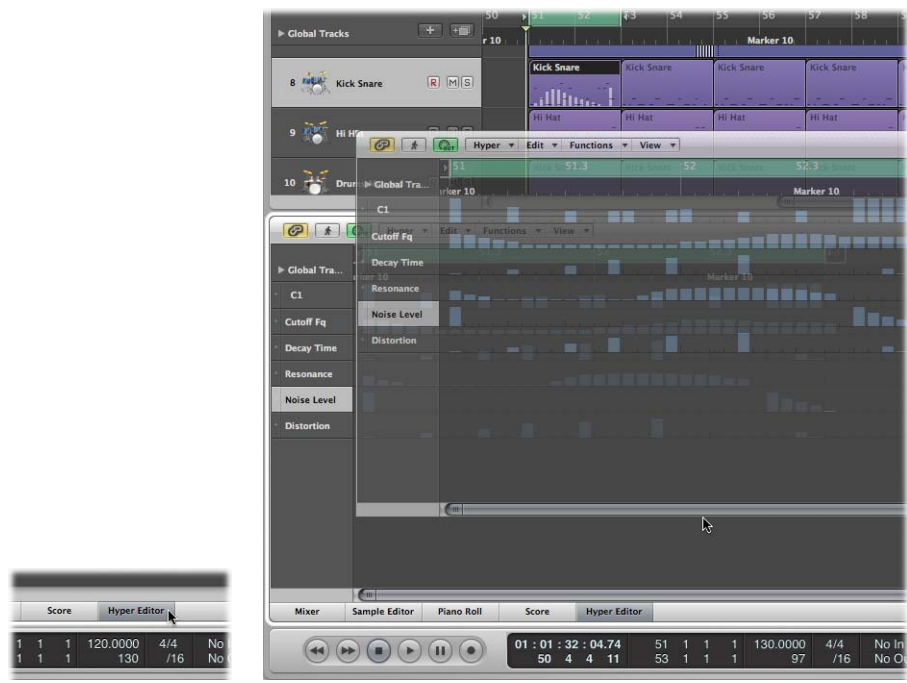 50 51 52 53 54 55 56 57 58
Global Tracks
r 10 Marker 10
8 Kick Snare R M S
Kick Snare Kick Snare Kick Snare Kick Snare
Hi Hat Hi Hat Hi Hat Hi Hat
9 Hi H
Hyper Edit Functions View
51 51.3 52 52.3
10 Drum
Global Tra...
Marker 10
C1
Cutoff Fq
Decay Time
Resonance
Noise Level
Distortion
Hyper Edit Functions View
Global Tra...
Marker 10
C1
Cutoff Fq
Decay Time
Resonance
Noise Level
Distortion
Score Hyper Editor
1 1 1 120.0000 4/4 No
1 1 1 130 /16 No
Mixer Sample Editor Piano Roll Score Hyper Editor
01 : 01 : 32 : 04.74 51 1 1 1 130.0000 4/4 No In
50 4 4 11 53 1 1 1 97 /16 No Ou